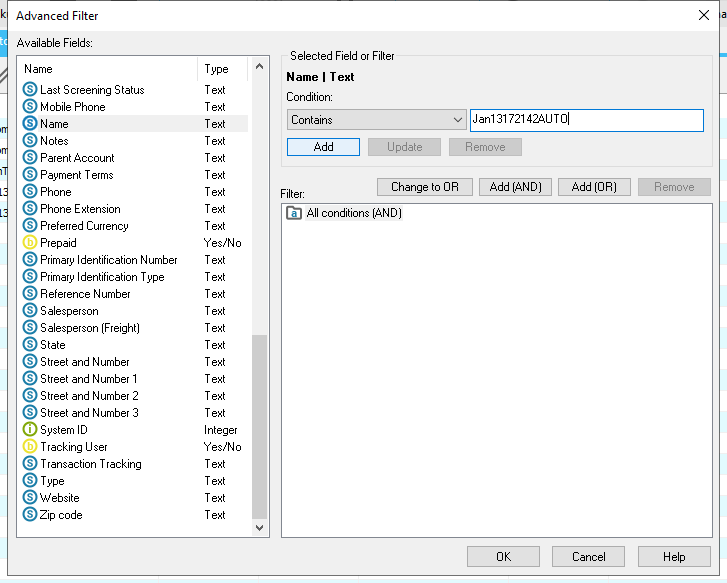 Advanced Filter
Available Fields:
Name Type
Last Screening Status Text
Mobile Phone Text
Name Text
Notes Text
Parent Account Text
Payment Terms Text
Phone Text
Phone Extension Text
Preferred Currency Text
Prepaid Yes/No
Primary Identification Number Text
Primary Identification Type Text
Reference Number Text
Salesperson Text
Salesperson (Freight) Text
State Text
Street and Number Text
Street and Number 1 Text
Street and Number 2 Text
Street and Number 3 Text
System ID Integer
Tracking User Yes/No
Transaction Tracking Text
Type Text
Website Text
Zip code Text
Selected Field or Filter
Name | Text
Condition:
Contains Jan13172142AUTO
Add Update Remove
Change to OR Add (AND) Add (OR) Remove
Filter:
All conditions (AND)
OK Cancel Help